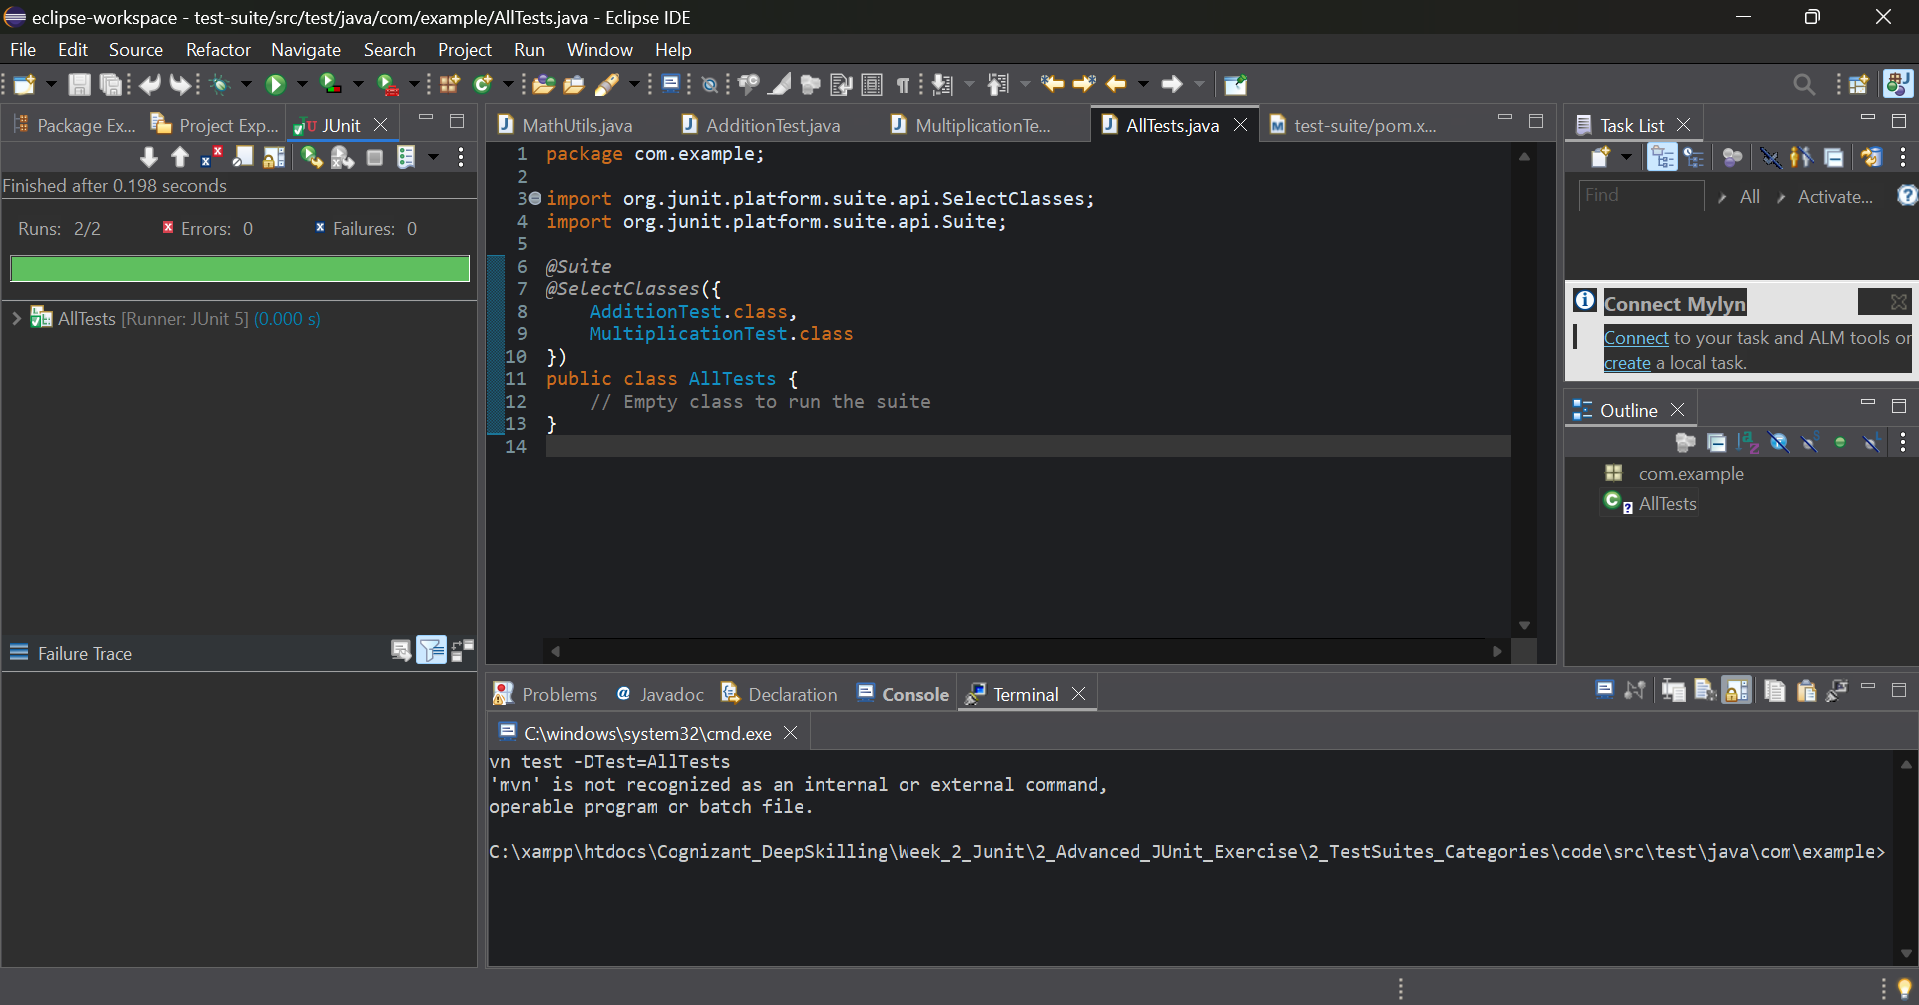 eclipse-workspace - test-suite/src/test/java/com/example/AllTests.java - Eclipse IDE
File Edit Source Refactor Navigate Search Project Run Window Help
Package Ex... Project Exp... JUnit
Finished after 0.198 seconds
Runs: 2/2 Errors: 0 Failures: 0
AllTests [Runner: JUnit 5] (0.000 s)
Failure Trace
MathUtils.java AdditionTest.java MultiplicationTe... AllTests.java test-suite/pom.x...
1 package com.example;
2
3 import org.junit.platform.suite.api.SelectClasses;
4 import org.junit.platform.suite.api.Suite;
5
6 @Suite
7 @SelectClasses({
8 AdditionTest.class,
9 MultiplicationTest.class
10 })
11 public class AllTests {
12 // Empty class to run the suite
13 }
14
Task List
Find All Activate...
Connect Mylyn
Connect to your task and ALM tools or
create a local task.
Outline
com.example
AllTests
Problems Javadoc Declaration Console Terminal
C:\windows\system32\cmd.exe
vn test -DTest=AllTests
'mvn' is not recognized as an internal or external command,
operable program or batch file.
C:\xampp\htdocs\Cognizant_DeepSkilling\Week_2_Junit\2_Advanced_JUnit_Exercise\2_TestSuites_Categories\code\src\test\java\com\example>